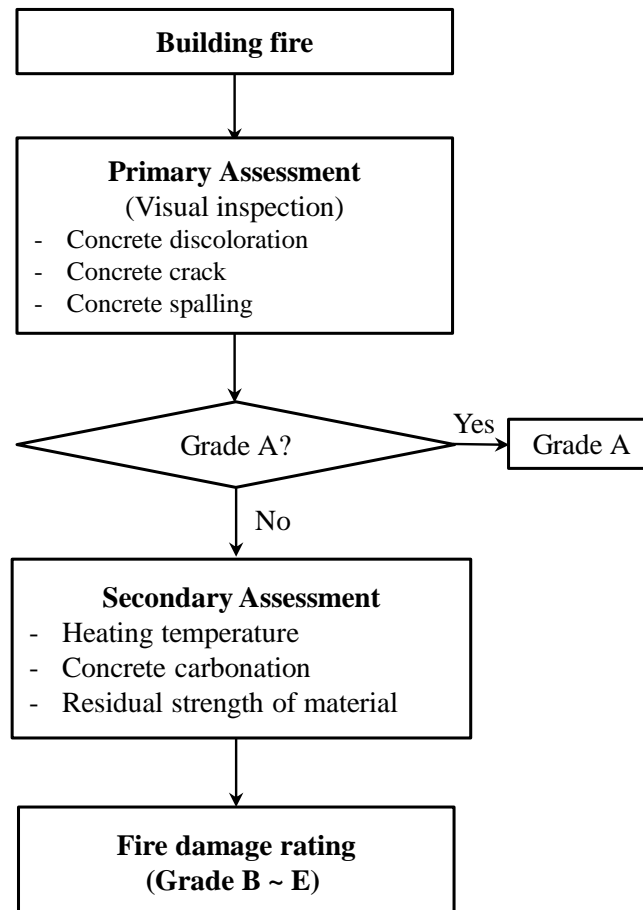 Building fire
Primary Assessment
(Visual inspection)
- Concrete discoloration
- Concrete crack
- Concrete spalling
Grade A?
Yes
Grade A
No
Secondary Assessment
- Heating temperature
- Concrete carbonation
- Residual strength of material
Fire damage rating
(Grade B ~ E)